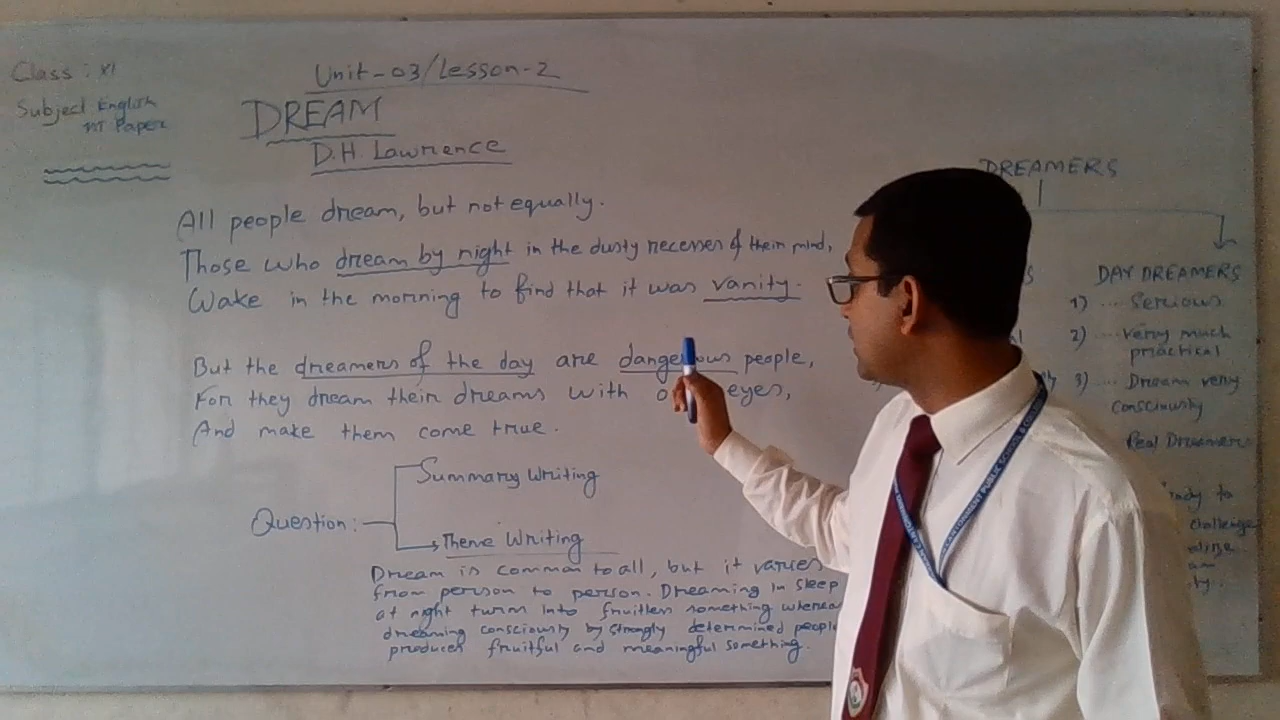 Class : XI
Subject English
1st Paper
Unit-03/Lesson-2
DREAM
D.H. Lawrence
All people dream, but not equally.
Those who dream by night in the dusty recesses of their mind,
Wake in the morning to find that it was vanity.
But the dreamers of the day are dangerous people,
For they dream their dreams with eyes,
And make them come true.
Question:
Summary Writing
Theme Writing
Dream is common to all, but it varies
from person to person. Dreaming in sleep
at night turns into fruitless something
dreaming consciously by strongly determined
produces fruitful and meaningful something.
DREAMERS
DAY DREAMERS
1) .... Serious
2) .... Very much
practical
3) .... Dream very
consciously
Real Dreamers
to
challenge
CANTONMENT PUBLIC SCHOOL &